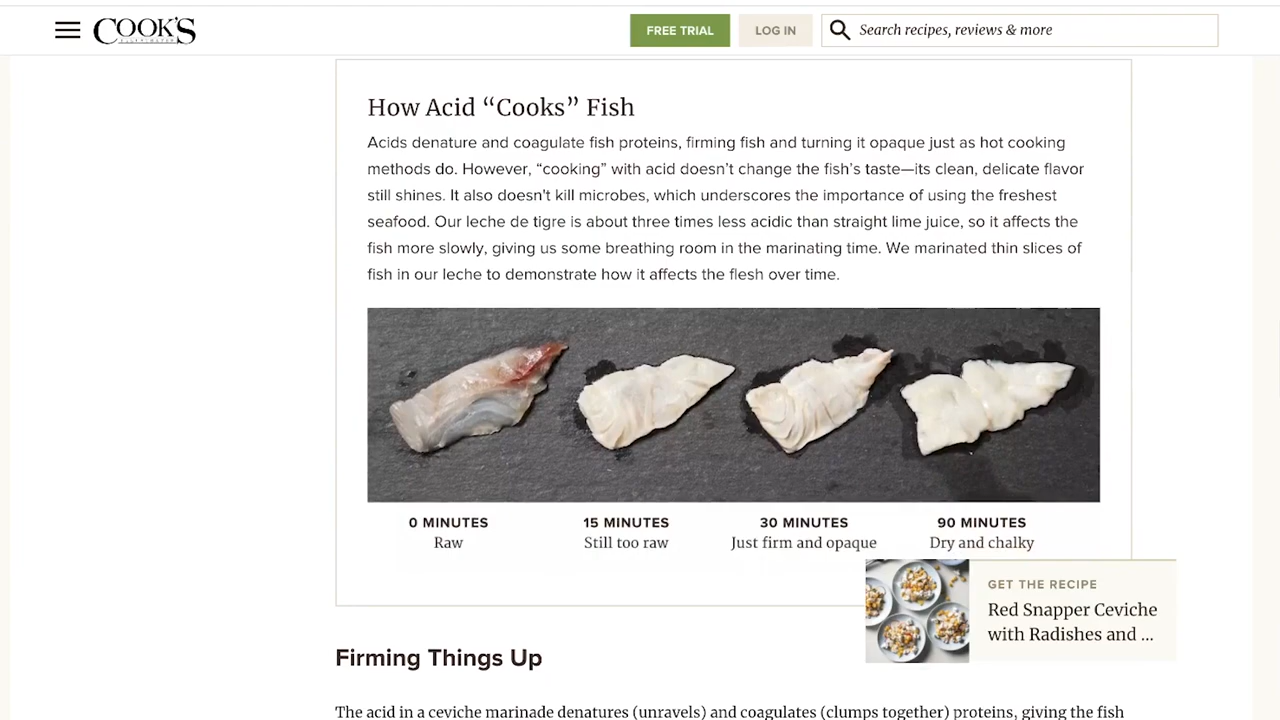 COOK'S
FREE TRIAL
LOG IN
Search recipes, reviews & more
How Acid “Cooks” Fish
Acids denature and coagulate fish proteins, firming fish and turning it opaque just as hot cooking
methods do. However, “cooking” with acid doesn’t change the fish’s taste—its clean, delicate flavor
still shines. It also doesn't kill microbes, which underscores the importance of using the freshest
seafood. Our leche de tigre is about three times less acidic than straight lime juice, so it affects the
fish more slowly, giving us some breathing room in the marinating time. We marinated thin slices of
fish in our leche to demonstrate how it affects the flesh over time.
0 MINUTES
Raw
15 MINUTES
Still too raw
30 MINUTES
Just firm and opaque
90 MINUTES
Dry and chalky
GET THE RECIPE
Red Snapper Ceviche
with Radishes and ...
Firming Things Up
The acid in a ceviche marinade denatures (unravels) and coagulates (clumps together) proteins, giving the fish